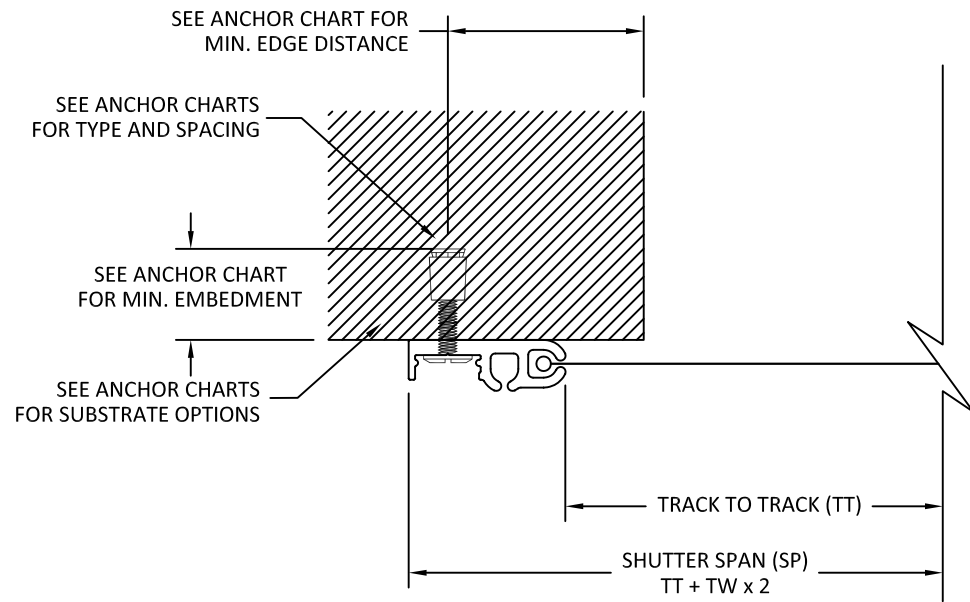 SEE ANCHOR CHART FOR
MIN. EDGE DISTANCE
SEE ANCHOR CHARTS
FOR TYPE AND SPACING
SEE ANCHOR CHART
FOR MIN. EMBEDMENT
SEE ANCHOR CHARTS
FOR SUBSTRATE OPTIONS
TRACK TO TRACK (TT)
SHUTTER SPAN (SP)
TT + TW x 2